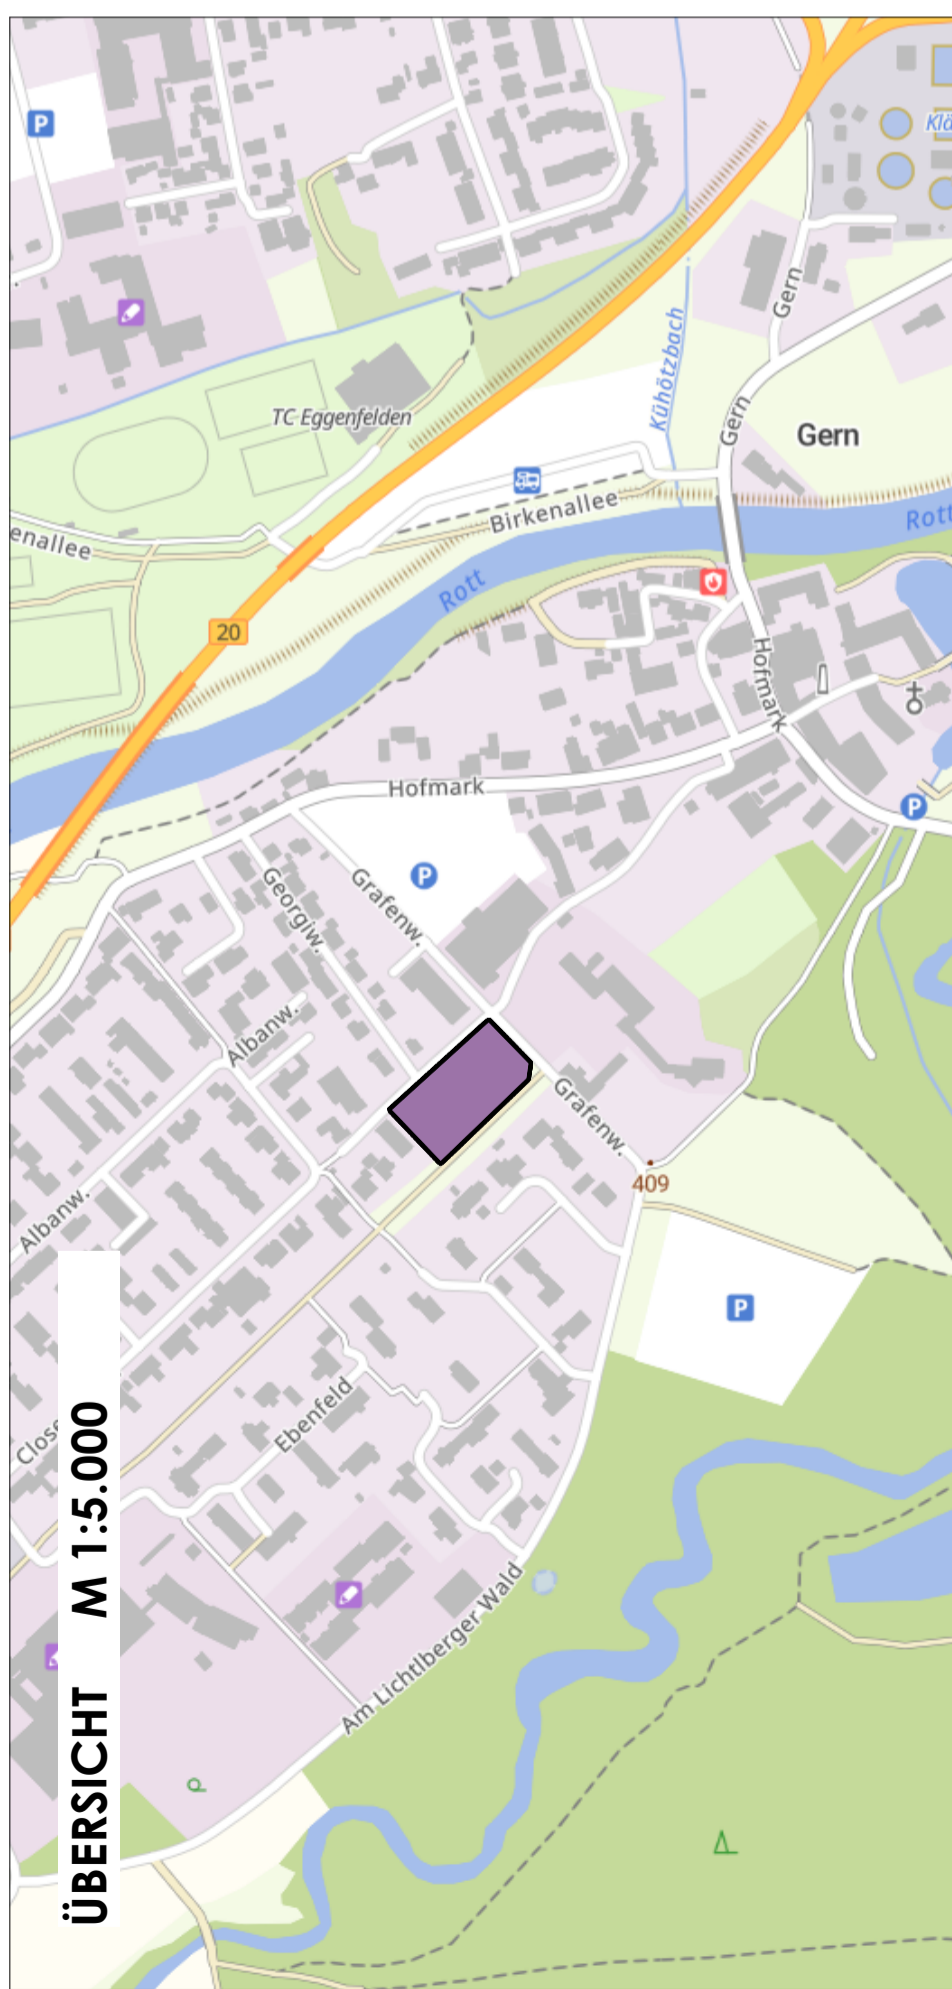 P
Klä
Gern
Kühötzbach
Gern
Gern
TC Eggenfelden
Birkenallee
enallee
Rott
Rott
20
Hofmark
Hofmark
P
P
Georgiw.
Grafenw.
Albanw.
Grafenw.
409
Albanw.
P
Ebenfeld
Close
Am Lichtlberger Wald
ÜBERSICHT M 1:5.000